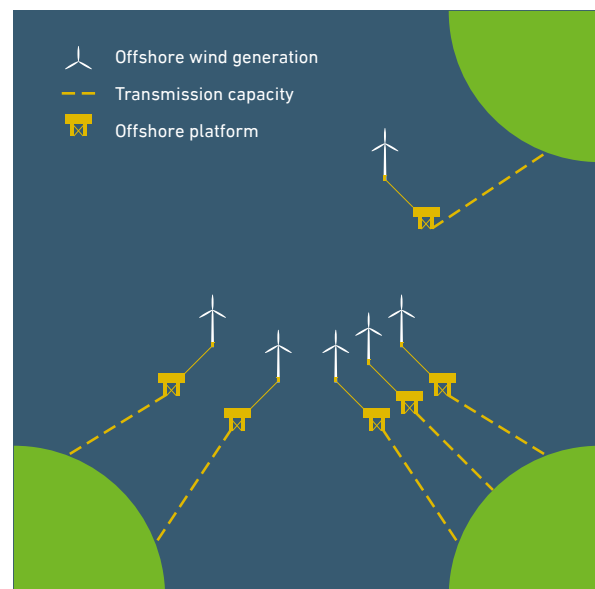 Offshore wind generation
Transmission capacity
Offshore platform